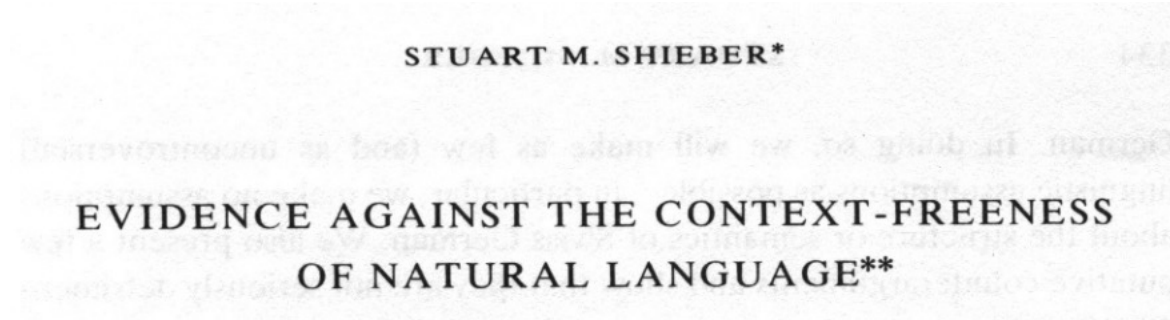 STUART M. SHIEBER*
EVIDENCE AGAINST THE CONTEXT-FREENESS
OF NATURAL LANGUAGE**